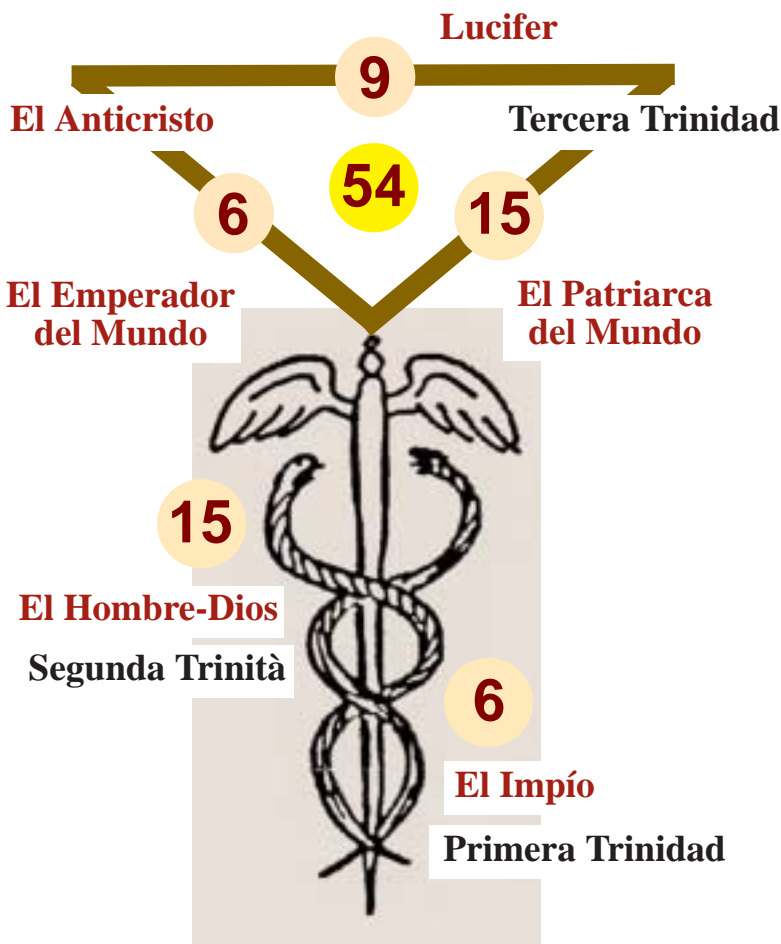 Lucifer
9
El Anticristo
Tercera Trinidad
54
6
15
El Emperador
del Mundo
El Patriarca
del Mundo
15
El Hombre-Dios
Segunda Trinità
6
El Impío
Primera Trinidad